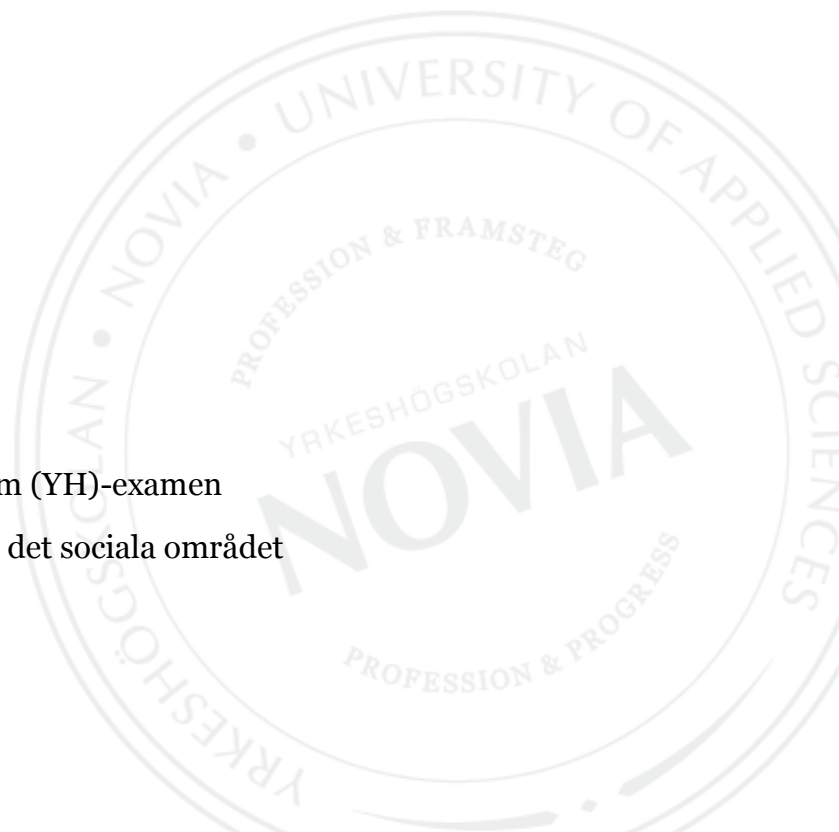 UNIVERSITY OF APPLIED SCIENCES
YRKESHÖGSKOLAN • NOVIA •
PROFESSION & FRAMSTEG
YRKESHÖGSKOLAN
NOVIA
m (YH)-examen
det sociala området
PROFESSION & PROGRESS